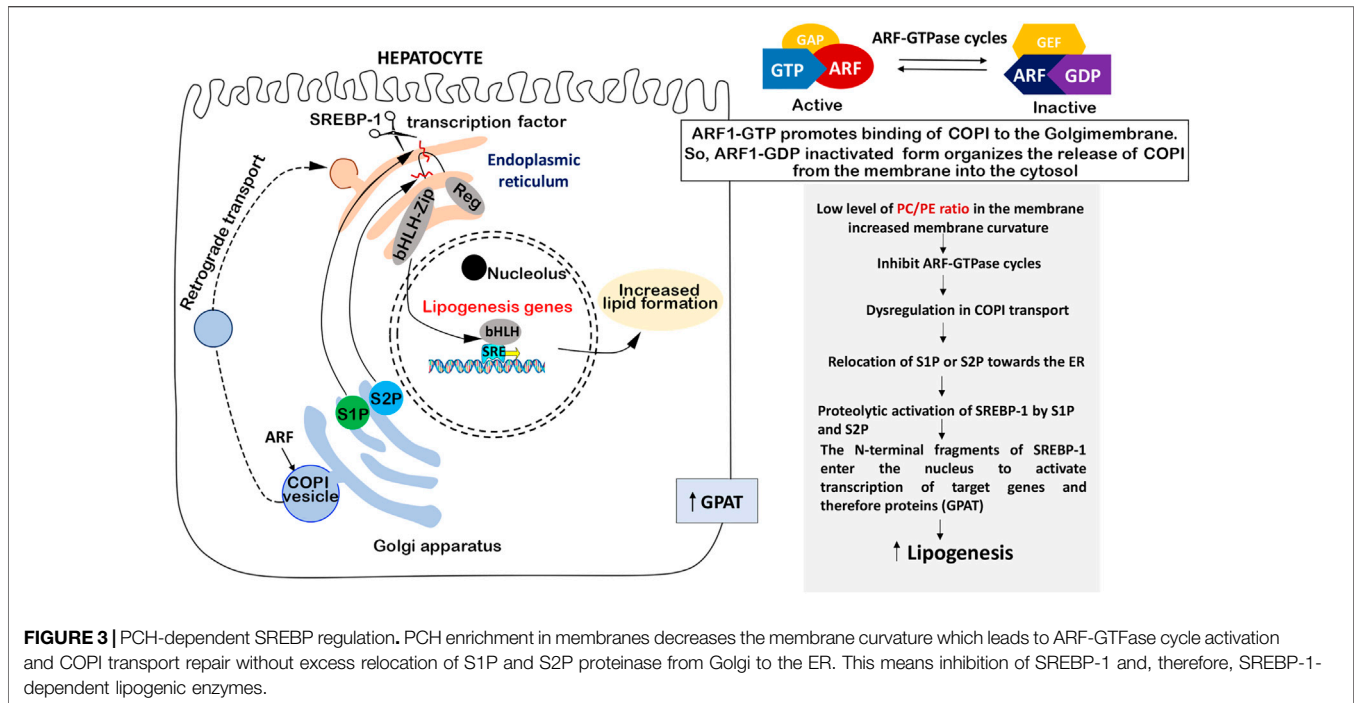 HEPATOCYTE
SREBP-1
transcription factor
Endoplasmic
reticulum
Retrograde transport
bHLH-Zip
Reg
Nucleolus
Lipogenesis genes
bHLH
SRE
Increased
lipid formation
S1P
S2P
ARF
COPI
vesicle
Golgi apparatus
↑ GPAT
GAP
GTP
ARF
Active
ARF-GTPase cycles
GEF
ARF
GDP
Inactive
ARF1-GTP promotes binding of COPI to the Golgimembrane.
So, ARF1-GDP inactivated form organizes the release of COPI
from the membrane into the cytosol
Low level of PC/PE ratio in the membrane
increased membrane curvature
Inhibit ARF-GTPase cycles
Dysregulation in COPI transport
Relocation of S1P or S2P towards the ER
Proteolytic activation of SREBP-1 by S1P
and S2P
The N-terminal fragments of SREBP-1
enter the nucleus to activate
transcription of target genes and
therefore proteins (GPAT)
↑ Lipogenesis
FIGURE 3 | PCH-dependent SREBP regulation. PCH enrichment in membranes decreases the membrane curvature which leads to ARF-GTFase cycle activation
and COPI transport repair without excess relocation of S1P and S2P proteinase from Golgi to the ER. This means inhibition of SREBP-1 and, therefore, SREBP-1-
dependent lipogenic enzymes.